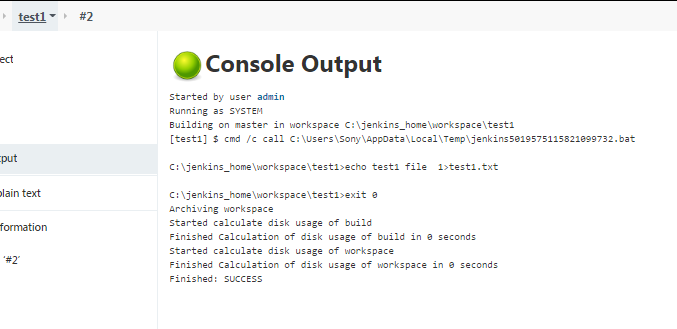 test1 #2
ect
Console Output
Started by user admin
Running as SYSTEM
Building on master in workspace C:\jenkins_home\workspace\test1
[test1] $ cmd /c call C:\Users\Sony\AppData\Local\Temp\jenkins5019575115821099732.bat
C:\jenkins_home\workspace\test1>echo test1 file  1>test1.txt
C:\jenkins_home\workspace\test1>exit 0
Archiving workspace
Started calculate disk usage of build
Finished Calculation of disk usage of build in 0 seconds
Started calculate disk usage of workspace
Finished Calculation of disk usage of workspace in 0 seconds
Finished: SUCCESS
tput
plain text
formation
'#2'